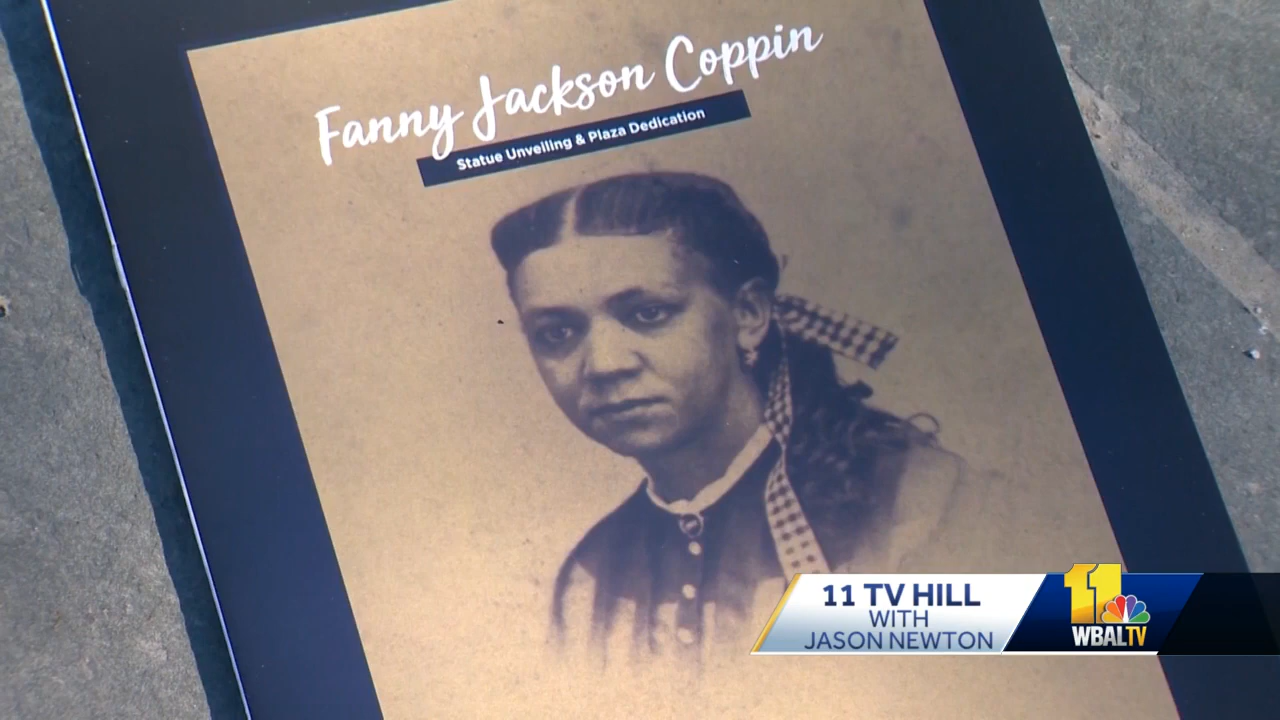 Fanny Jackson Coppin
Statue Unveiling & Plaza Dedication
11 TV HILL
WITH
JASON NEWTON
11
WBALTV